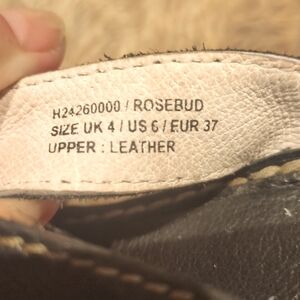 H24260000 / ROSEBUD
SIZE UK 4 / US 6 / EUR 37
UPPER : LEATHER